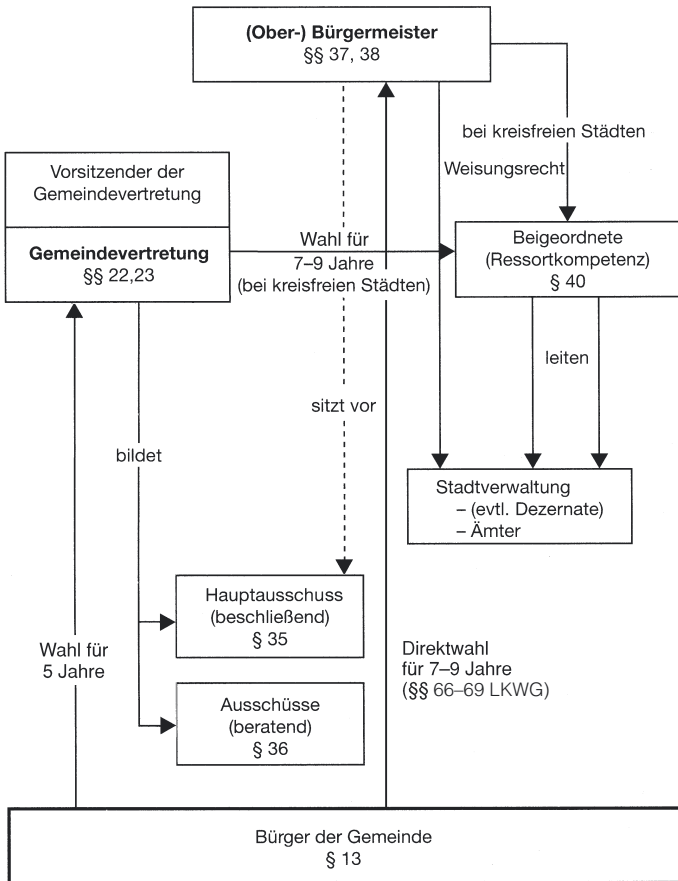 (Ober-) Bürgermeister
§§ 37, 38
bei kreisfreien Städten
Weisungsrecht
Vorsitzender der
Gemeindevertretung
Gemeindevertretung
§§ 22,23
Wahl für
7–9 Jahre
(bei kreisfreien Städten)
Beigeordnete
(Ressortkompetenz)
§ 40
leiten
sitzt vor
bildet
Stadtverwaltung
– (evtl. Dezernate)
– Ämter
Hauptausschuss
(beschließend)
§ 35
Wahl für
5 Jahre
Direktwahl
für 7–9 Jahre
(§§ 66–69 LKWG)
Ausschüsse
(beratend)
§ 36
Bürger der Gemeinde
§ 13